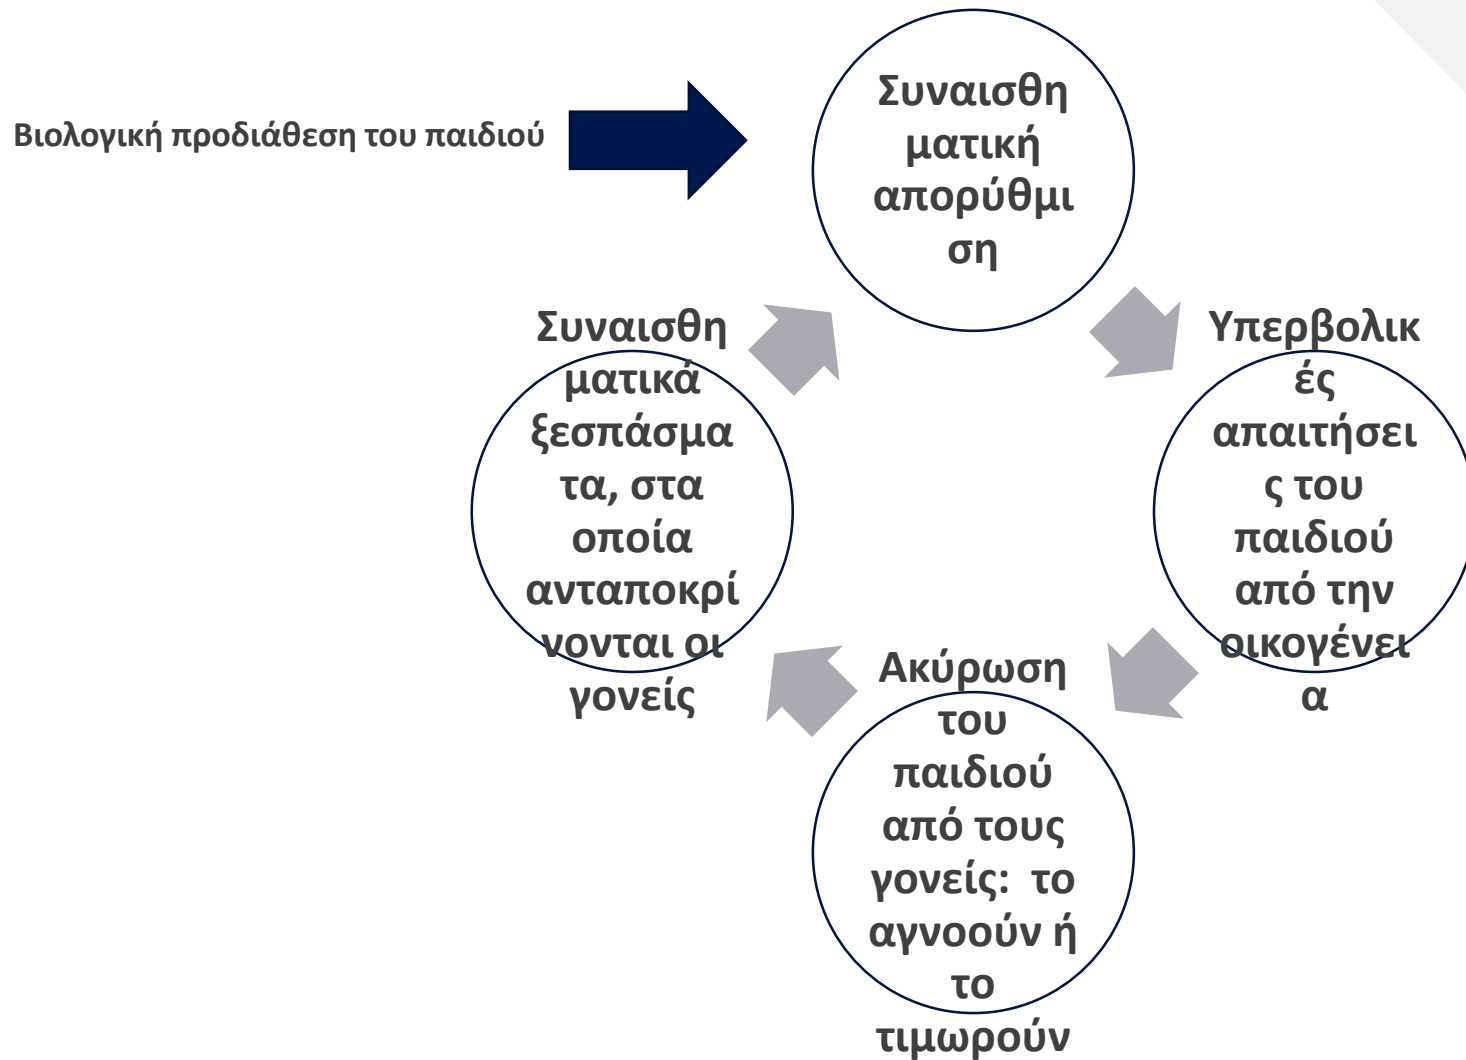 Βιολογική προδιάθεση του παιδιού
Συναισθη
ματική
απορύθμι
ση
Υπερβολικ
ές
απαιτήσει
ς του
παιδιού
από την
οικογένει
α
Ακύρωση
του
παιδιού
από τους
γονείς:  το
αγνοούν ή
το
τιμωρούν
Συναισθη
ματικά
ξεσπάσμα
τα, στα
οποία
ανταποκρί
νονται οι
γονείς